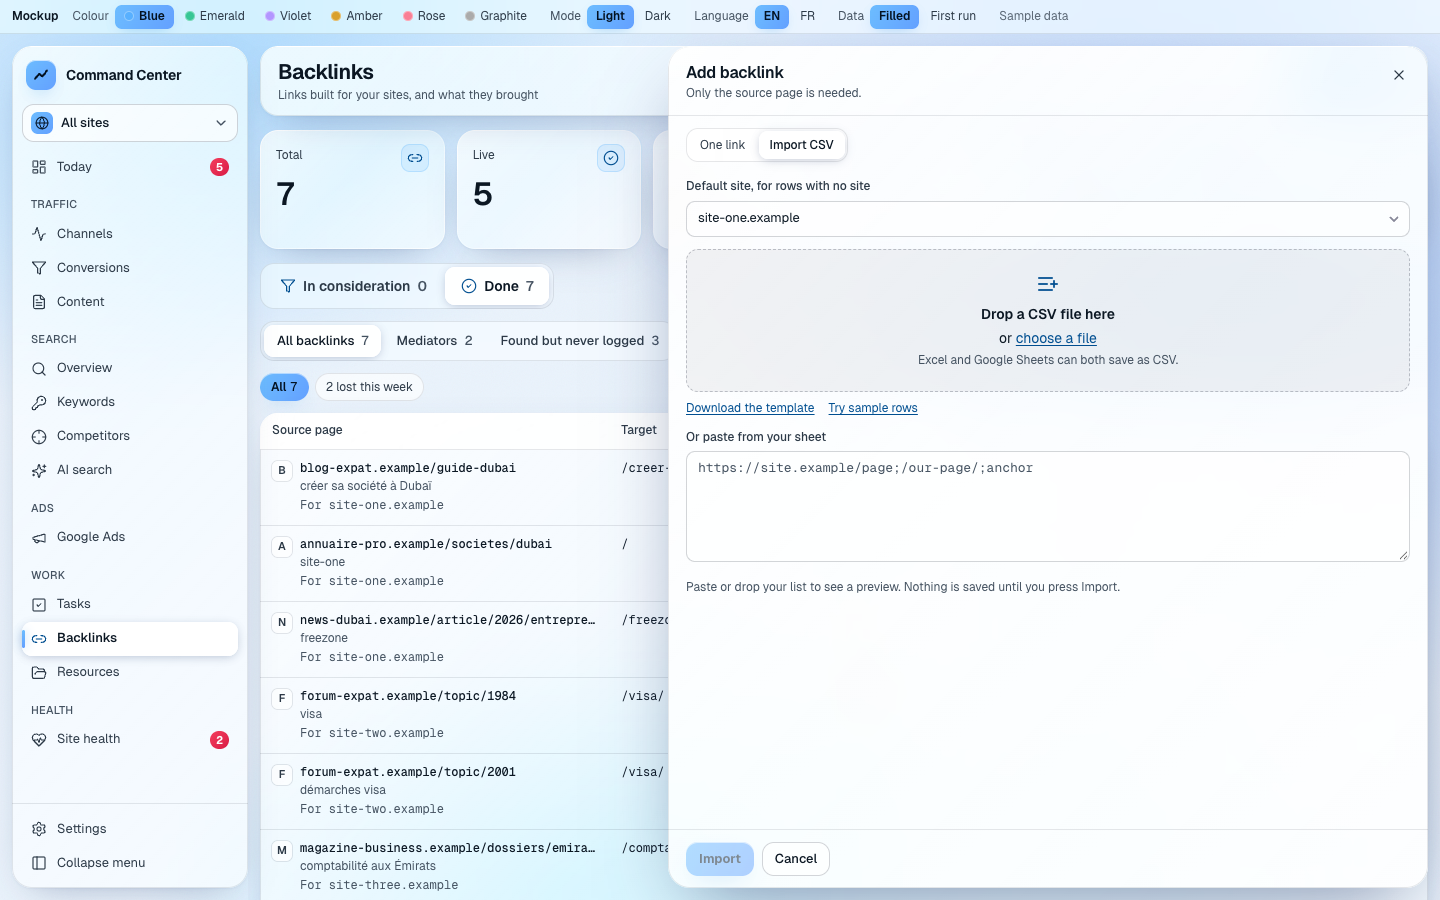 Mockup Colour Blue Emerald Violet Amber Rose Graphite Mode Light Dark Language EN FR Data Filled First run Sample data
Command Center
All sites
Today 5
TRAFFIC
Channels
Conversions
Content
SEARCH
Overview
Keywords
Competitors
AI search
ADS
Google Ads
WORK
Tasks
Backlinks
Resources
HEALTH
Site health 2
Settings
Collapse menu
Backlinks
Links built for your sites, and what they brought
Total
7
Live
5
In consideration 0 Done 7
All backlinks 7 Mediators 2 Found but never logged 3
All 7 2 lost this week
Source page Target
B blog-expat.example/guide-dubai /creer-
créer sa société à Dubaï
For site-one.example
A annuaire-pro.example/societes/dubai /
site-one
For site-one.example
N news-dubai.example/article/2026/entrepre… /freezo
freezone
For site-one.example
F forum-expat.example/topic/1984 /visa/
visa
For site-two.example
F forum-expat.example/topic/2001 /visa/
démarches visa
For site-two.example
M magazine-business.example/dossiers/emira… /compta
comptabilité aux Émirats
For site-three.example
Add backlink
Only the source page is needed.
One link Import CSV
Default site, for rows with no site
site-one.example
Drop a CSV file here
or choose a file
Excel and Google Sheets can both save as CSV.
Download the template Try sample rows
Or paste from your sheet
https://site.example/page;/our-page/;anchor
Paste or drop your list to see a preview. Nothing is saved until you press Import.
Import Cancel